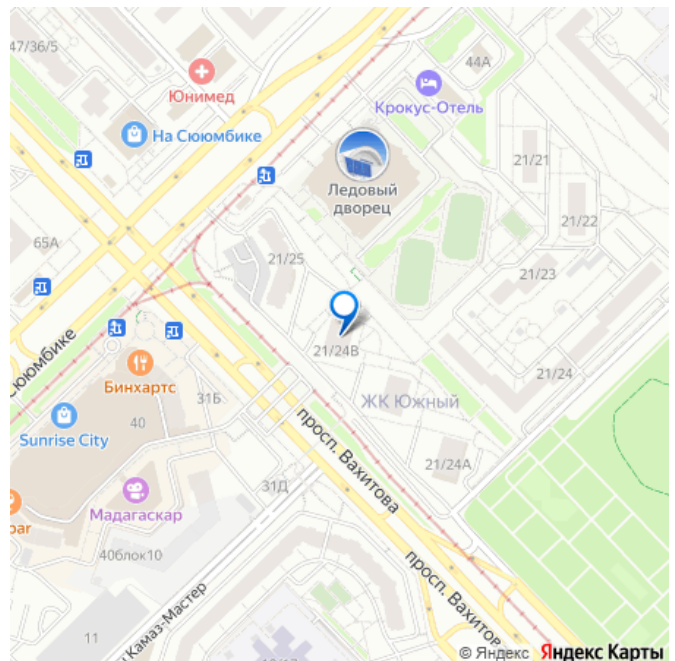 47/36/5
Юнимед
44А
Крокус-Отель
На Сююмбике
21/21
Ледовый
дворец
21/22
65А
21/25
21/23
21/24В
21/24
Сююмбике
Бинхартс
31Б
ЖК Южный
40
Sunrise City
просп. Вахитова
21/24А
31Д
Мадагаскар
bar
40блок10
просп. Вахитова
Камаз-Мастер
11
© Яндекс Яндекс Карты